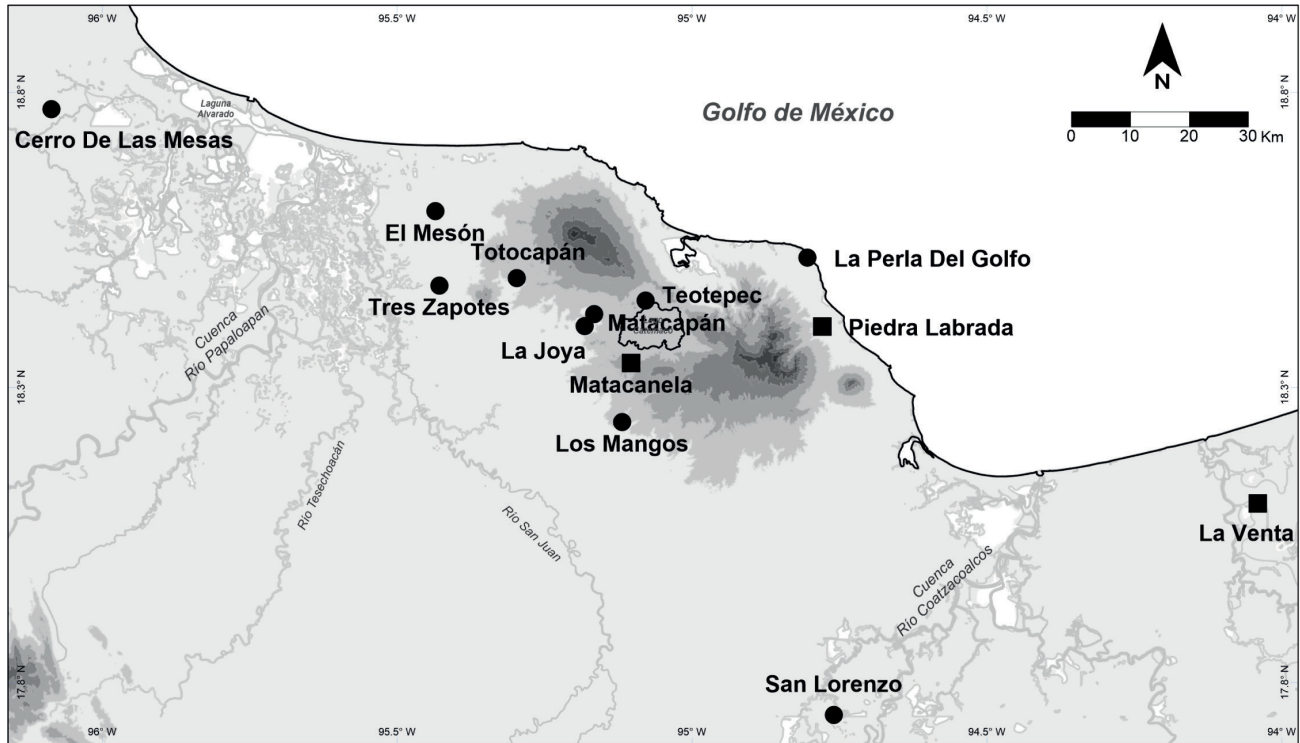 96° W
95.5° W
95° W
94.5° W
94° W
18.8° N
18.8° N
Laguna
Alvarado
Golfo de México
N
0 10 20 30 Km
Cerro De Las Mesas
El Mesón
Totocapán
La Perla Del Golfo
Tres Zapotes
Teotepec
Matacapán
Piedra Labrada
La Joya
Cuenca
Río Papaloapan
Matacanela
18.3° N
18.3° N
Los Mangos
Río Tesechoacán
Río San Juan
La Venta
Cuenca
Río Coatzacoalcos
17.8° N
17.8° N
San Lorenzo
96° W
95.5° W
95° W
94.5° W
94° W